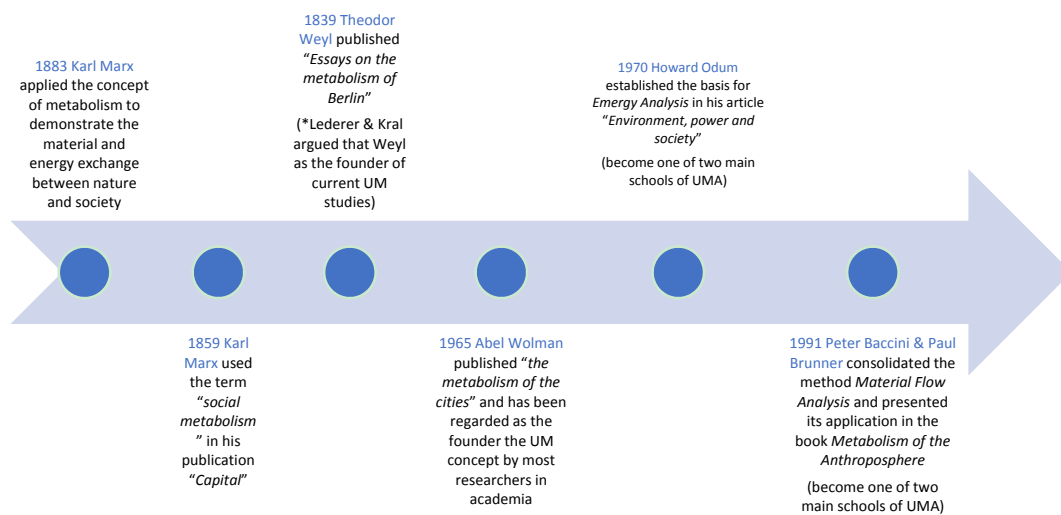 1883 Karl Marx
applied the concept
of metabolism to
demonstrate the
material and
energy exchange
between nature
and society
1859 Karl
Marx used
the term
“social
metabolism
” in his
publication
“Capital”
1839 Theodor
Weyl published
“Essays on the
metabolism of
Berlin”
(*Lederer & Kral
argued that Weyl
as the founder of
current UM
studies)
1965 Abel Wolman
published “the
metabolism of the
cities” and has been
regarded as the
founder the UM
concept by most
researchers in
academia
1970 Howard Odum
established the basis for
Emergy Analysis in his article
“Environment, power and
society”
(become one of two main
schools of UMA)
1991 Peter Baccini & Paul
Brunner consolidated the
method Material Flow
Analysis and presented
its application in the
book Metabolism of the
Anthroposphere
(become one of two
main schools of UMA)